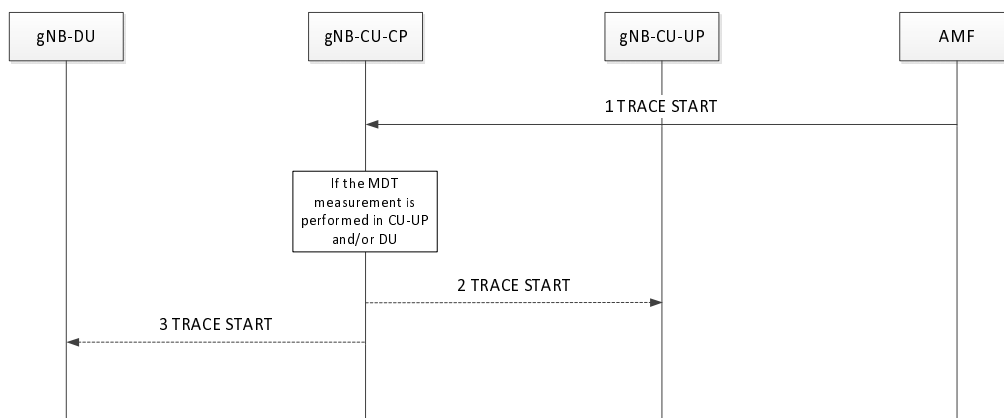 gNB-DU
gNB-CU-CP
gNB-CU-UP
AMF
1 TRACE START
If the MDT
measurement is
performed in CU-UP
and/or DU
2 TRACE START
3 TRACE START